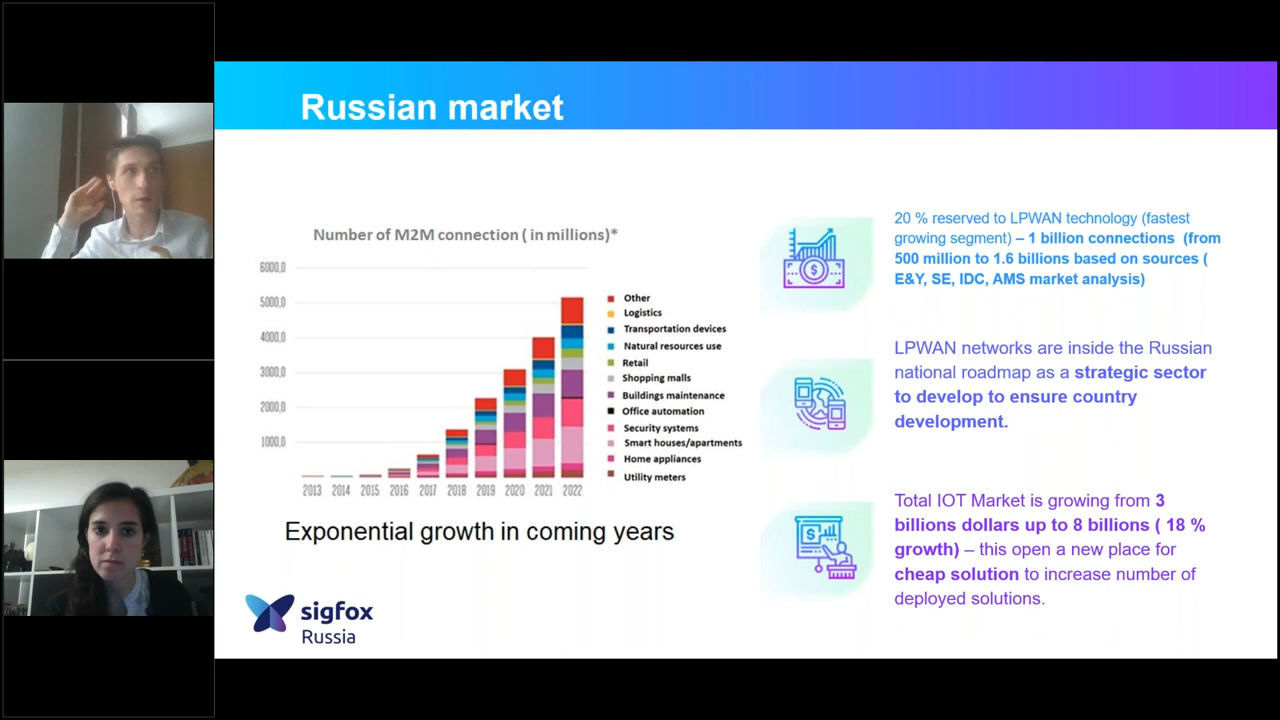 Russian market
Number of M2M connection ( in millions)*
6000,0
5000,0
4000,0
3000,0
2000,0
1000,0
2013 2014 2015 2016 2017 2018 2019 2020 2021 2022
Other
Logistics
Transportation devices
Natural resources use
Retail
Shopping malls
Buildings maintenance
Office automation
Security systems
Smart houses/apartments
Home appliances
Utility meters
Exponential growth in coming years
sigfox
Russia
20 % reserved to LPWAN technology (fastest
growing segment) – 1 billion connections (from
500 million to 1.6 billions based on sources (
E&Y, SE, IDC, AMS market analysis)
LPWAN networks are inside the Russian
national roadmap as a strategic sector
to develop to ensure country
development.
Total IOT Market is growing from 3
billions dollars up to 8 billions ( 18 %
growth) – this open a new place for
cheap solution to increase number of
deployed solutions.